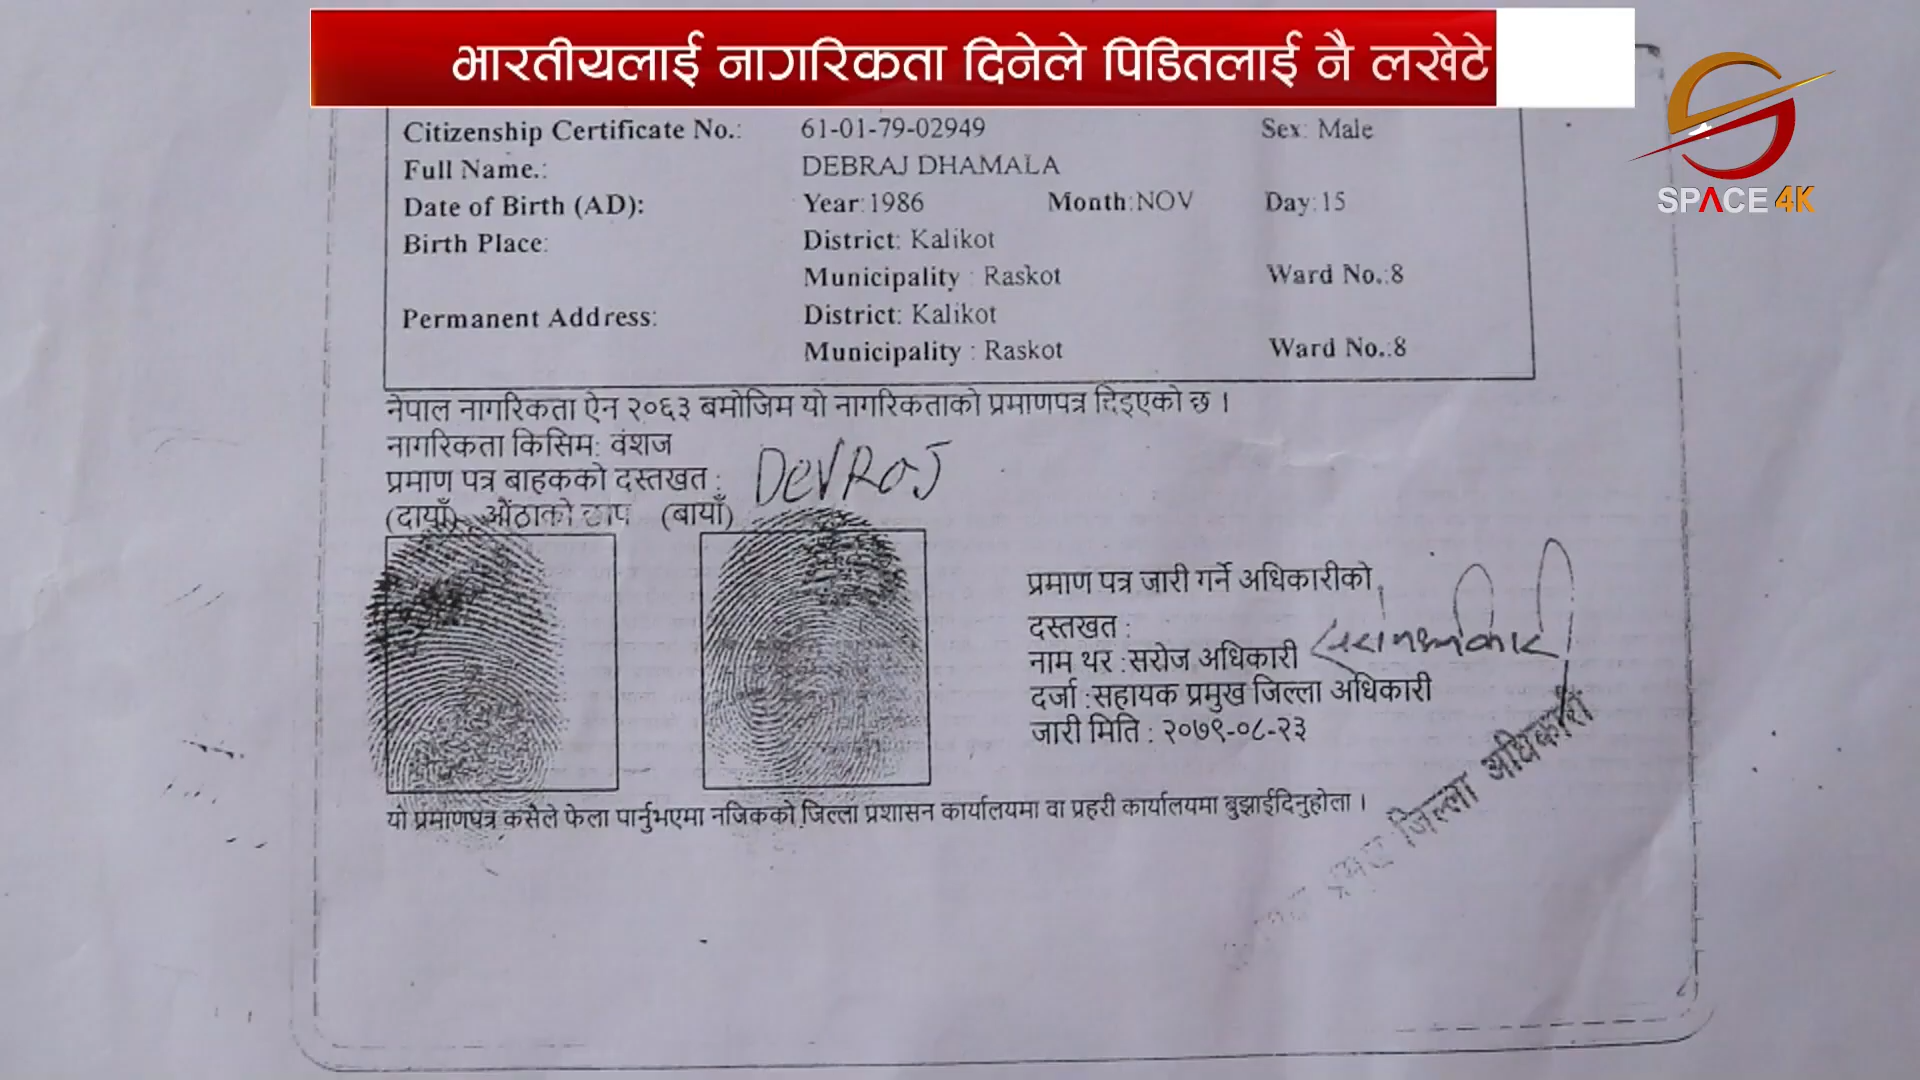 भारतीयलाई नागरिकता दिनेले पिडितलाई नै लखेटे
SPACE 4K
Citizenship Certificate No.: 61-01-79-02949 Sex: Male
Full Name.: DEBRAJ DHAMALA
Date of Birth (AD): Year:1986 Month:NOV Day:15
Birth Place: District: Kalikot
Municipality : Raskot Ward No.:8
Permanent Address: District: Kalikot
Municipality : Raskot Ward No.:8
नेपाल नागरिकता ऐन २०६३ बमोजिम यो नागरिकताको प्रमाणपत्र दिइएको छ ।
नागरिकता किसिम: वंशज
प्रमाण पत्र बाहकको दस्तखत : DevRaJ
(दायाँ) औंठाको छाप (बायाँ)
प्रमाण पत्र जारी गर्ने अधिकारीको
दस्तखत :
नाम थर :सरोज अधिकारी
दर्जा :सहायक प्रमुख जिल्ला अधिकारी
जारी मिति : २०७९-०८-२३
यो प्रमाणपत्र कसैले फेला पार्नुभएमा नजिकको जिल्ला प्रशासन कार्यालयमा वा प्रहरी कार्यालयमा बुझाईदिनुहोला ।
प्रमुख जिल्ला अधिकारी